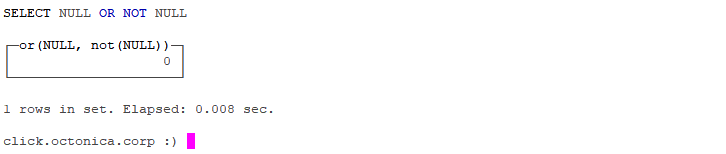 SELECT NULL OR NOT NULL
or(NULL, not(NULL))
0
1 rows in set. Elapsed: 0.008 sec.
click.octonica.corp :)